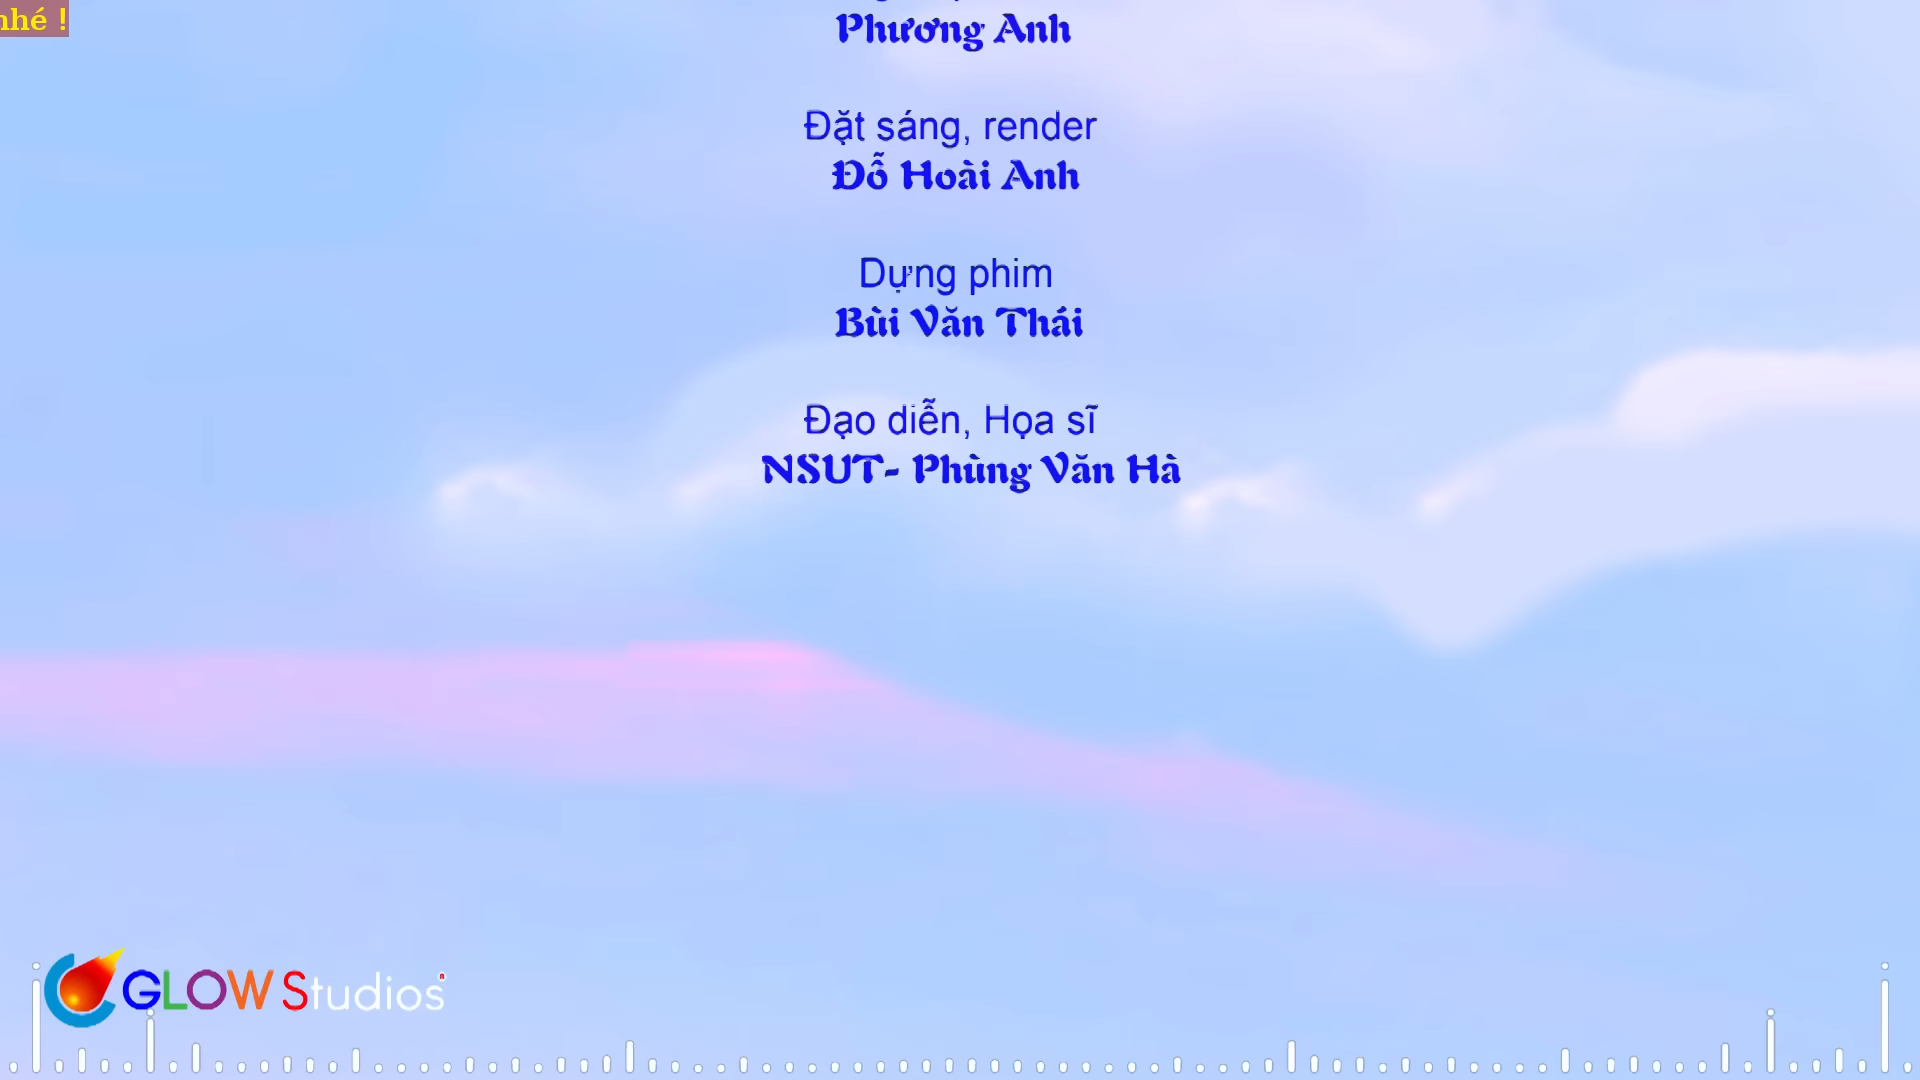 nhé !
Phương Anh
Đặt sáng, render
Đỗ Hoài Anh
Dựng phim
Bùi Văn Thái
Đạo diễn, Họa sĩ
NSUT- Phùng Văn Hà
GLOW Studios